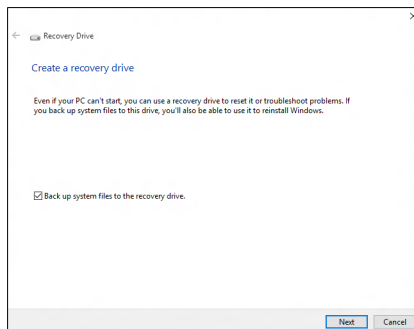 Recovery Drive
Create a recovery drive
Even if your PC can't start, you can use a recovery drive to reset it or troubleshoot problems. If
you back up system files to this drive, you'll also be able to use it to reinstall Windows.
Back up system files to the recovery drive.
Next Cancel